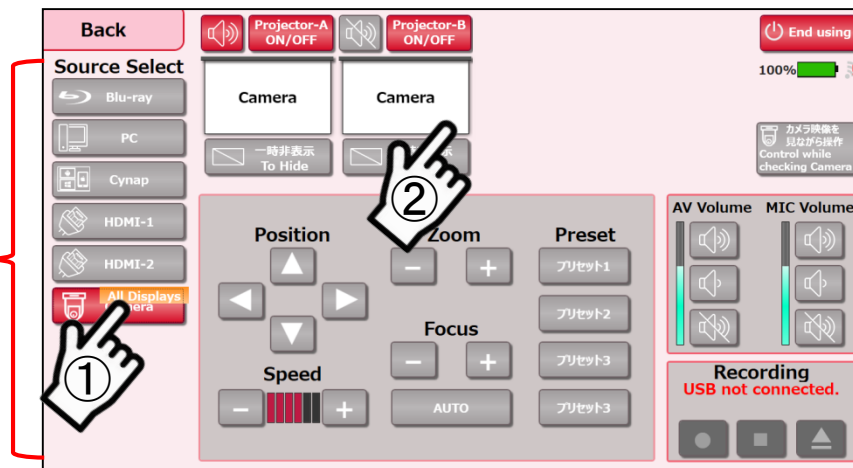 Back
Projector-A
ON/OFF
Projector-B
ON/OFF
End using
100%
Source Select
Blu-ray
PC
Cynap
HDMI-1
HDMI-2
All Displays
Camera
Camera
一時非表示
To Hide
示
カメラ映像を
見ながら操作
Control while
checking Camera
②
①
Position
Zoom
Preset
プリセット1
プリセット2
プリセット3
プリセット3
Focus
AUTO
Speed
AV Volume
MIC Volume
Recording
USB not connected.